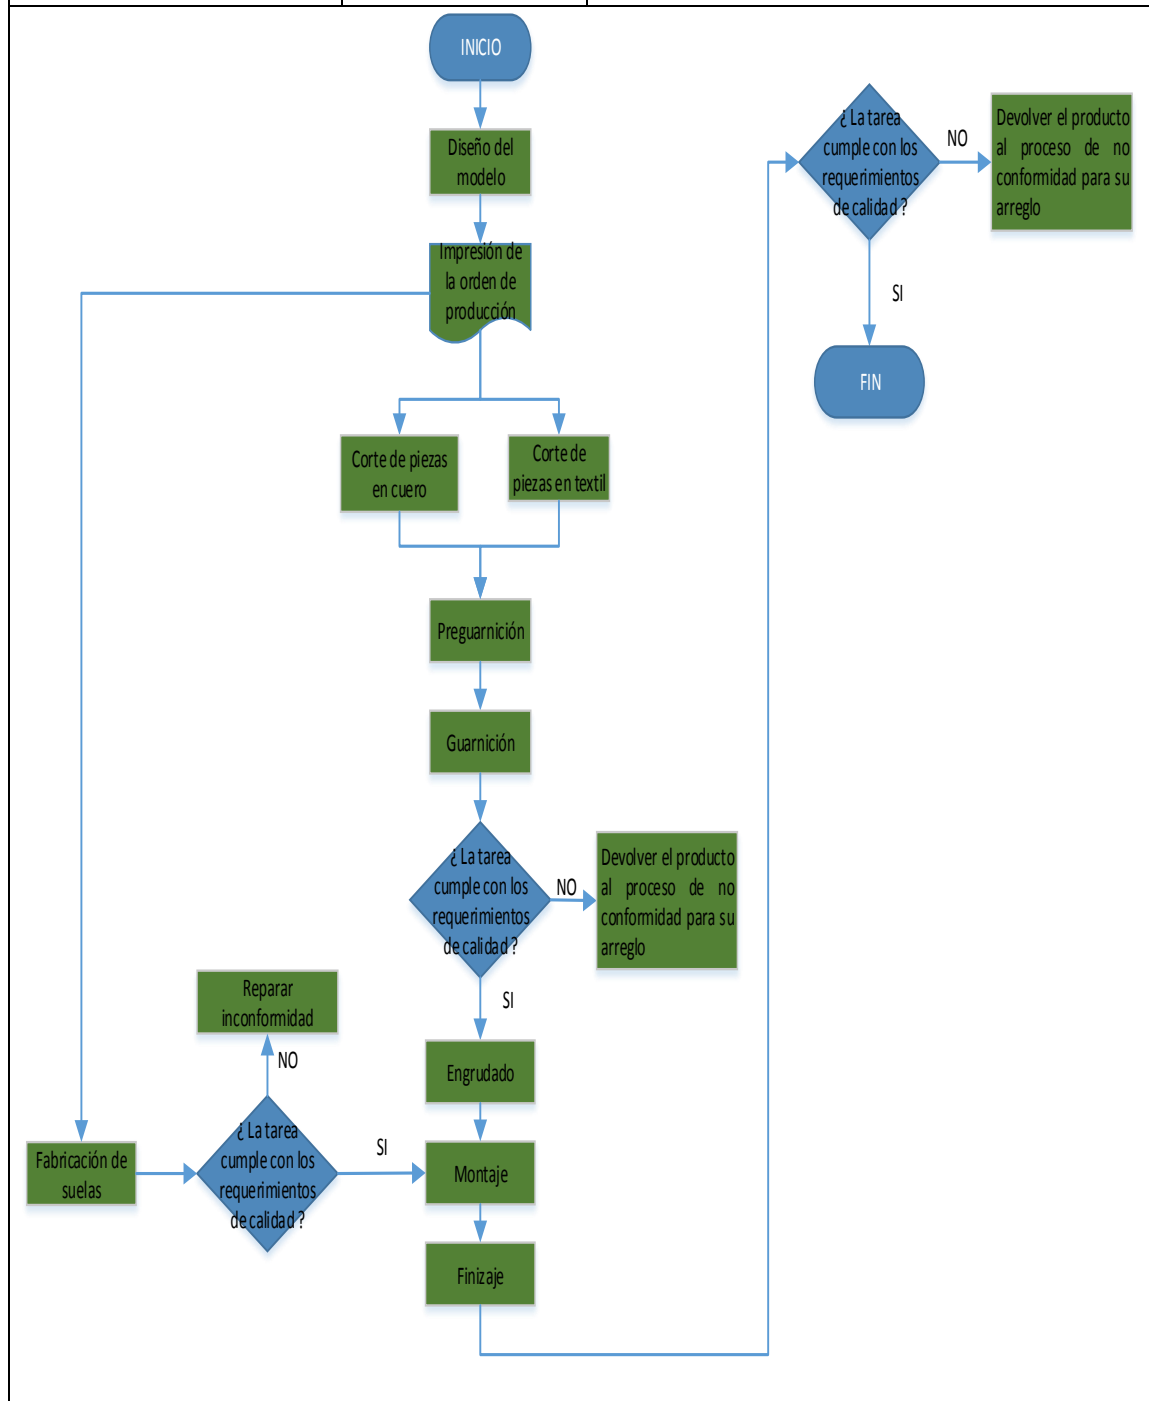 INICIO
Diseño del
modelo
Impresión de
la orden de
producción
Corte de piezas
en cuero
Corte de
piezas en textil
Preguarnición
Guarnición
¿ La tarea
cumple con los
requerimientos
de calidad ?
NO
Devolver el producto
al proceso de no
conformidad para su
arreglo
SI
Engrudado
Reparar
inconformidad
NO
Fabricación de
suelas
¿ La tarea
cumple con los
requerimientos
de calidad ?
SI
Montaje
Finizaje
¿ La tarea
cumple con los
requerimientos
de calidad ?
NO
Devolver el producto
al proceso de no
conformidad para su
arreglo
SI
FIN